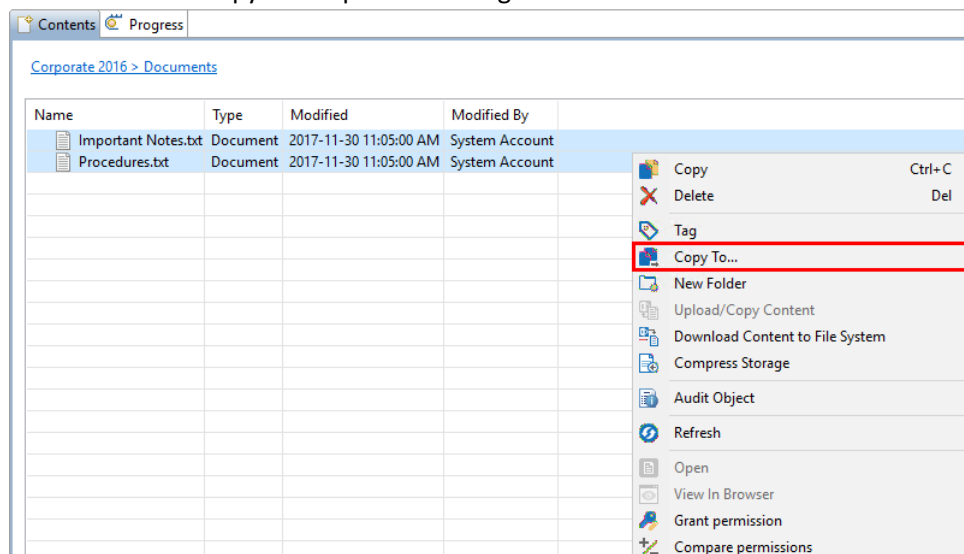 Contents Progress
Corporate 2016 > Documents
Name Type Modified Modified By
Important Notes.txt Document 2017-11-30 11:05:00 AM System Account
Procedures.txt Document 2017-11-30 11:05:00 AM System Account
Copy Ctrl+C
Delete Del
Tag
Copy To...
New Folder
Upload/Copy Content
Download Content to File System
Compress Storage
Audit Object
Refresh
Open
View In Browser
Grant permission
Compare permissions